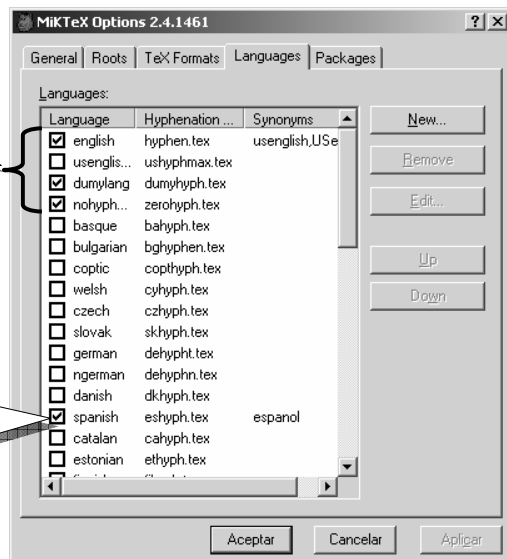 MiKTeX Options 2.4.1461
General Roots TeX Formats Languages Packages
Languages:
Language Hyphenation ... Synonyms
english hyphen.tex usenglish,USe
usenglis... ushyphmax.tex
dumylang dumyhyph.tex
nohyph... zerohyph.tex
basque bahyph.tex
bulgarian bghyphen.tex
coptic copthyph.tex
welsh cyhyph.tex
czech czhyph.tex
slovak skhyph.tex
german dehypht.tex
ngerman dehyphn.tex
danish dkhyph.tex
spanish eshyph.tex espanol
catalan cahyph.tex
estonian ethyph.tex
New...
Remove
Edit...
Up
Down
Aceptar Cancelar Aplicar